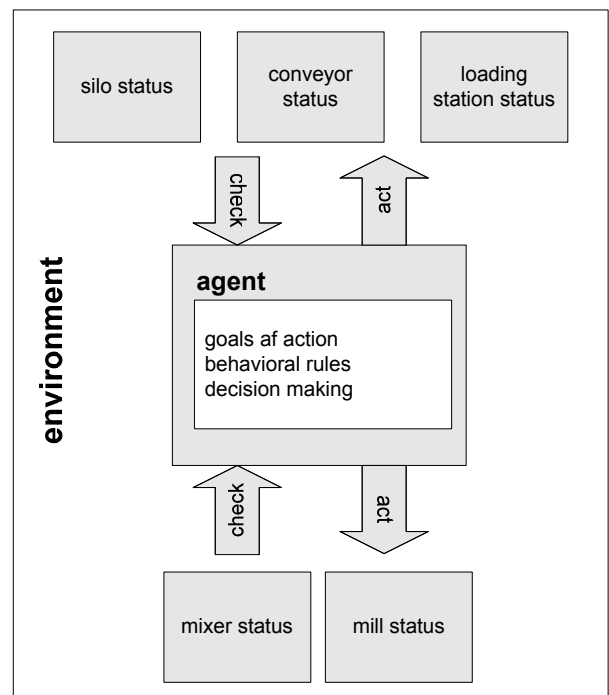 silo status
conveyor
status
loading
station status
check
act
environment
agent
goals af action
behavioral rules
decision making
check
act
mixer status
mill status